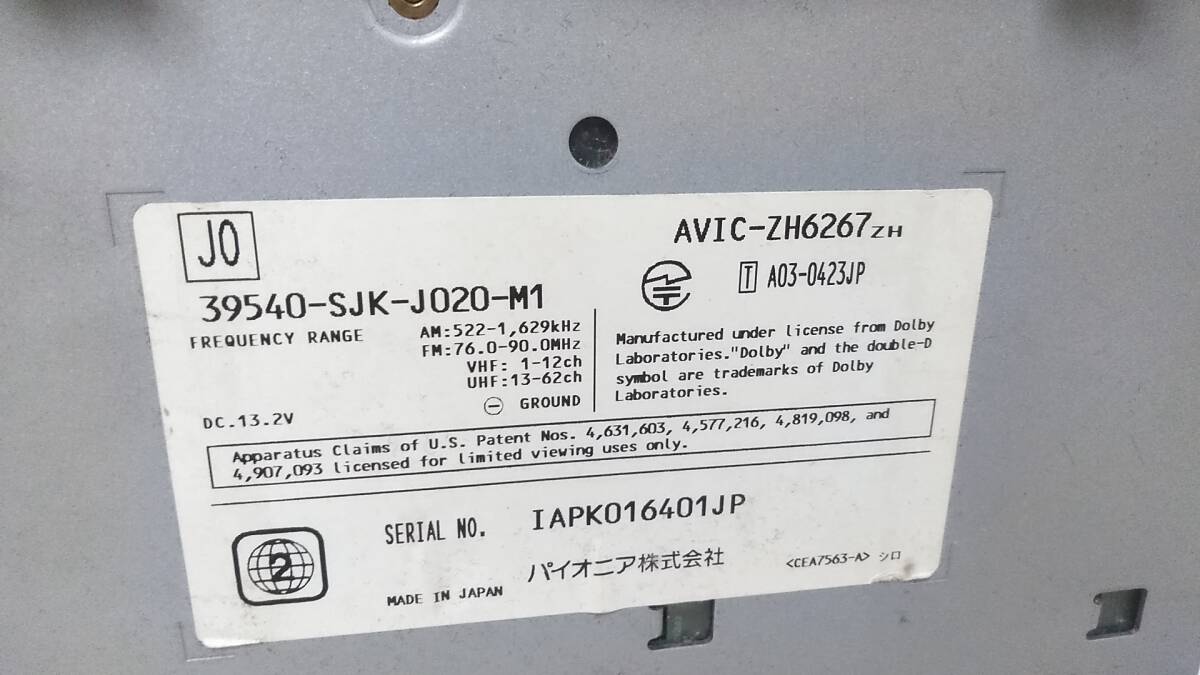 JO
39540-SJK-J020-M1
AVIC-ZH6267ZH
T A03-0423JP
FREQUENCY RANGE
AM:522-1,629kHz
FM:76.0-90.0MHz
VHF: 1-12ch
UHF:13-62ch
GROUND
DC.13.2V
Manufactured under license from Dolby
Laboratories."Dolby" and the double-D
symbol are trademarks of Dolby
Laboratories.
Apparatus Claims of U.S. Patent Nos. 4,631,603, 4,577,216, 4,819,098, and
4,907,093 licensed for limited viewing uses only.
2
SERIAL NO. IAPK016401JP
MADE IN JAPAN
パイオニア株式会社
<CEA7563-A> シロ